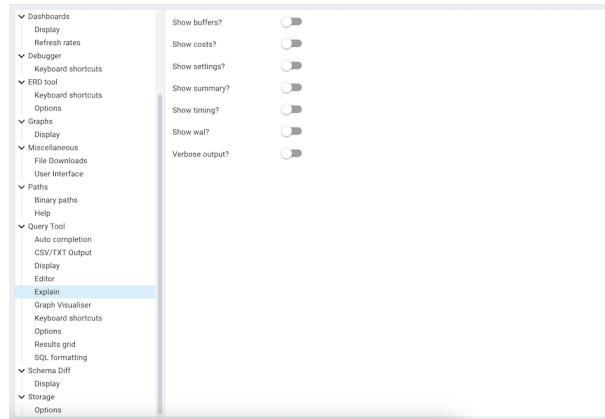 Dashboards
Display
Refresh rates
Debugger
Keyboard shortcuts
ERD tool
Keyboard shortcuts
Options
Graphs
Display
Miscellaneous
File Downloads
User Interface
Paths
Binary paths
Help
Query Tool
Auto completion
CSV/TXT Output
Display
Editor
Explain
Graph Visualiser
Keyboard shortcuts
Options
Results grid
SQL formatting
Schema Diff
Display
Storage
Options
Show buffers?
Show costs?
Show settings?
Show summary?
Show timing?
Show wal?
Verbose output?